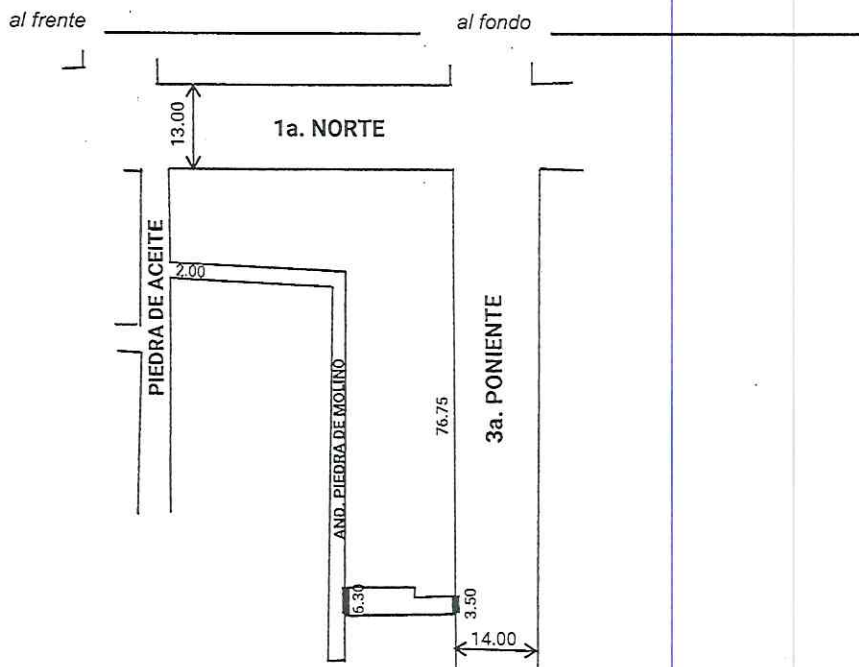 al frente
al fondo
13.00
1a. NORTE
PIEDRA DE ACEITE
2.00
AND. PIEDRA DE MOLINO
76.75
3a. PONIENTE
6.30
3.50
14.00